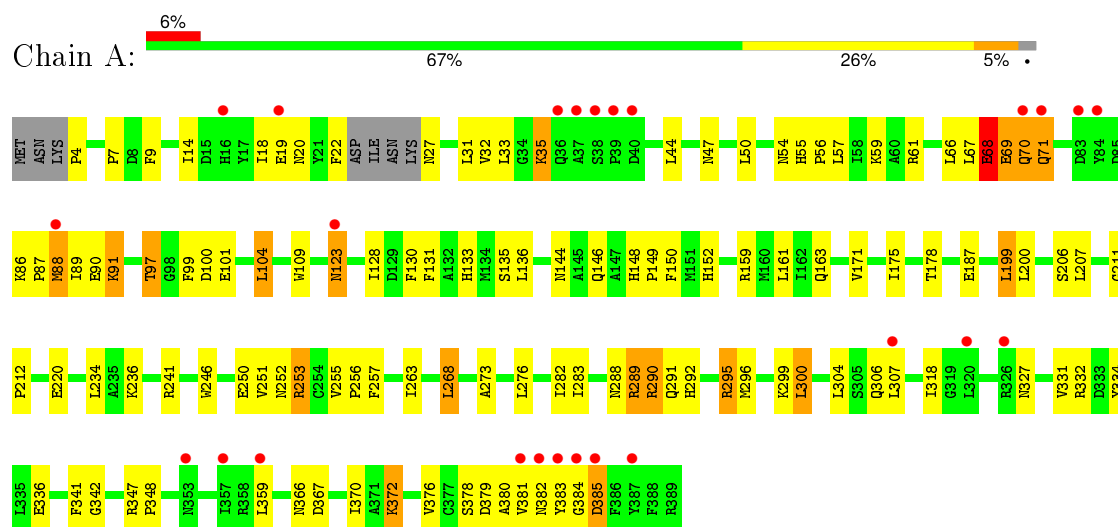 6%
Chain A:
67% 26% 5% •
MET ASN LYS P4 P7 D8 F9 I14 D15 H16 Y17 I18 E19 N20 Y21 F22 ASP ILE ASN LYS N27 L31 V32 L33 G34 K35 Q36 A37 S38 P39 D40 L44 N47 L50 N54 H55 P56 L57 I58 K59 A60 R61 L66 L67 E68 E69 Q70 Q71 D83 Y84 D85
K86 P87 M88 I89 E90 K91 T97 G98 F99 D100 E101 L104 W109 N123 I128 D129 F130 F131 A132 H133 M134 S135 L136 N144 A145 Q146 A147 H148 P149 F150 M151 H152 R159 M160 L161 I162 Q163 V171 I175 T178 E187 L199 L200 S206 L207 G211
P212 E220 L234 A235 K236 R241 W246 E250 V251 N252 R253 C254 V255 P256 F257 I263 L268 A273 L276 I282 I283 N288 R289 R290 Q291 H292 R295 M296 K299 L300 L304 S305 Q306 L307 I318 G319 L320 R326 N327 V331 R332 D333 Y334
L335 E336 F341 G342 R347 P348 N353 I357 R358 L359 N366 D367 I370 A371 K372 V376 C377 S378 D379 A380 V381 N382 Y383 G384 D385 F386 Y387 F388 R389